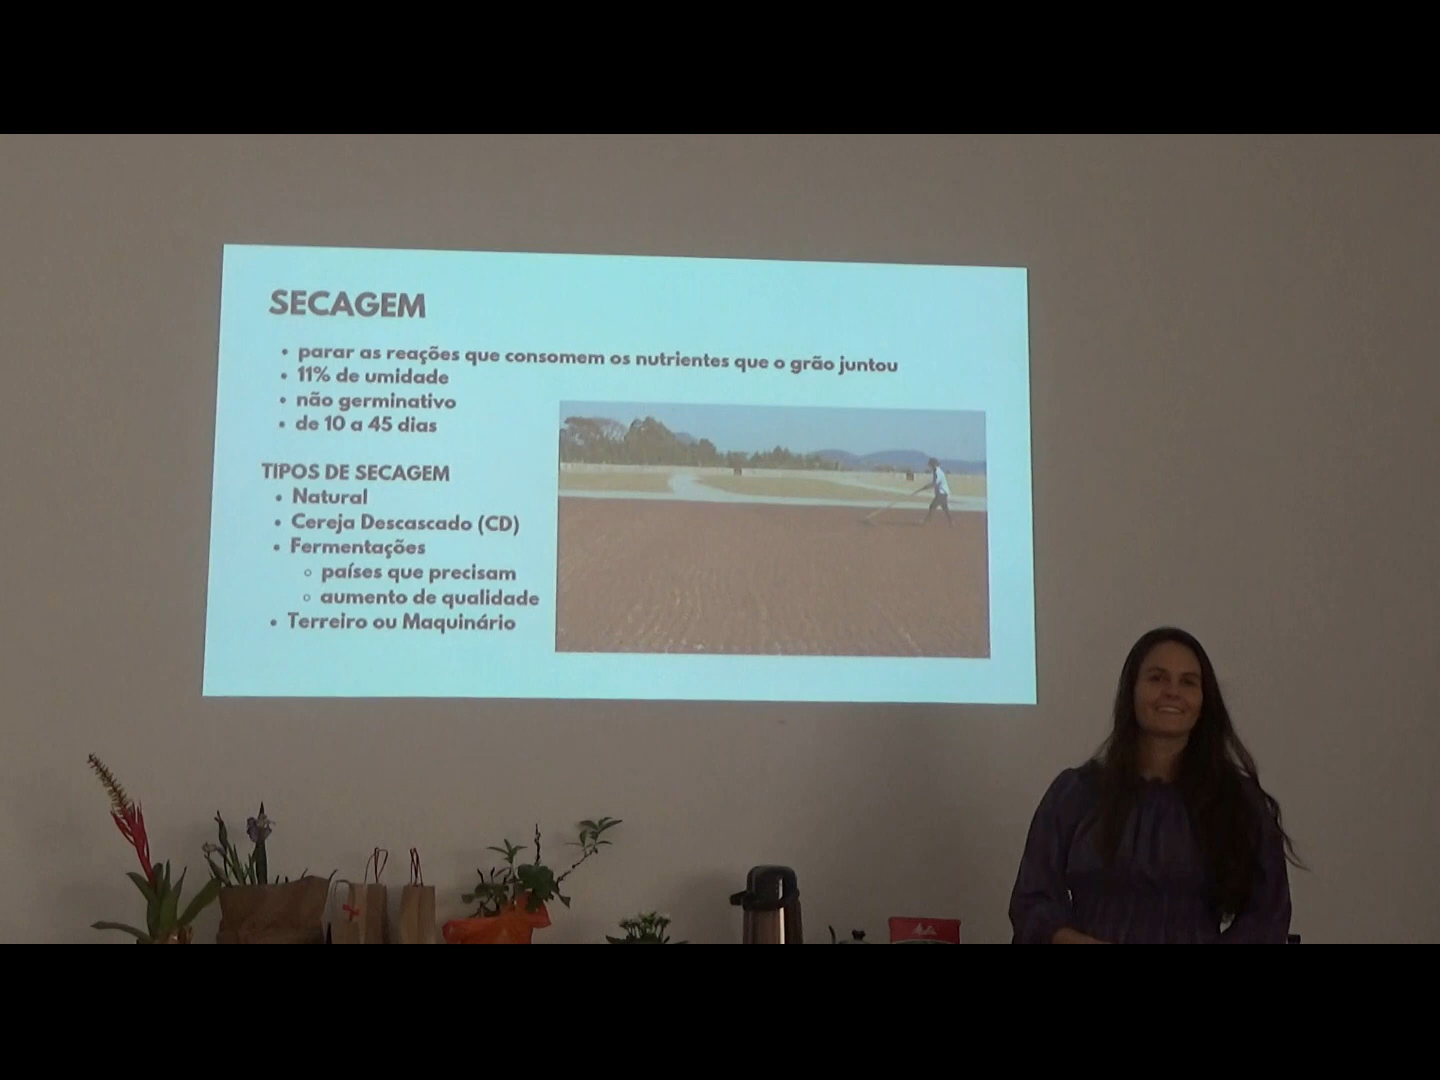 SECAGEM
• parar as reações que consomem os nutrientes que o grão juntou
• 11% de umidade
• não germinativo
• de 10 a 45 dias
TIPOS DE SECAGEM
• Natural
• Cereja Descascado (CD)
• Fermentações
◦ países que precisam
◦ aumento de qualidade
• Terreiro ou Maquinário